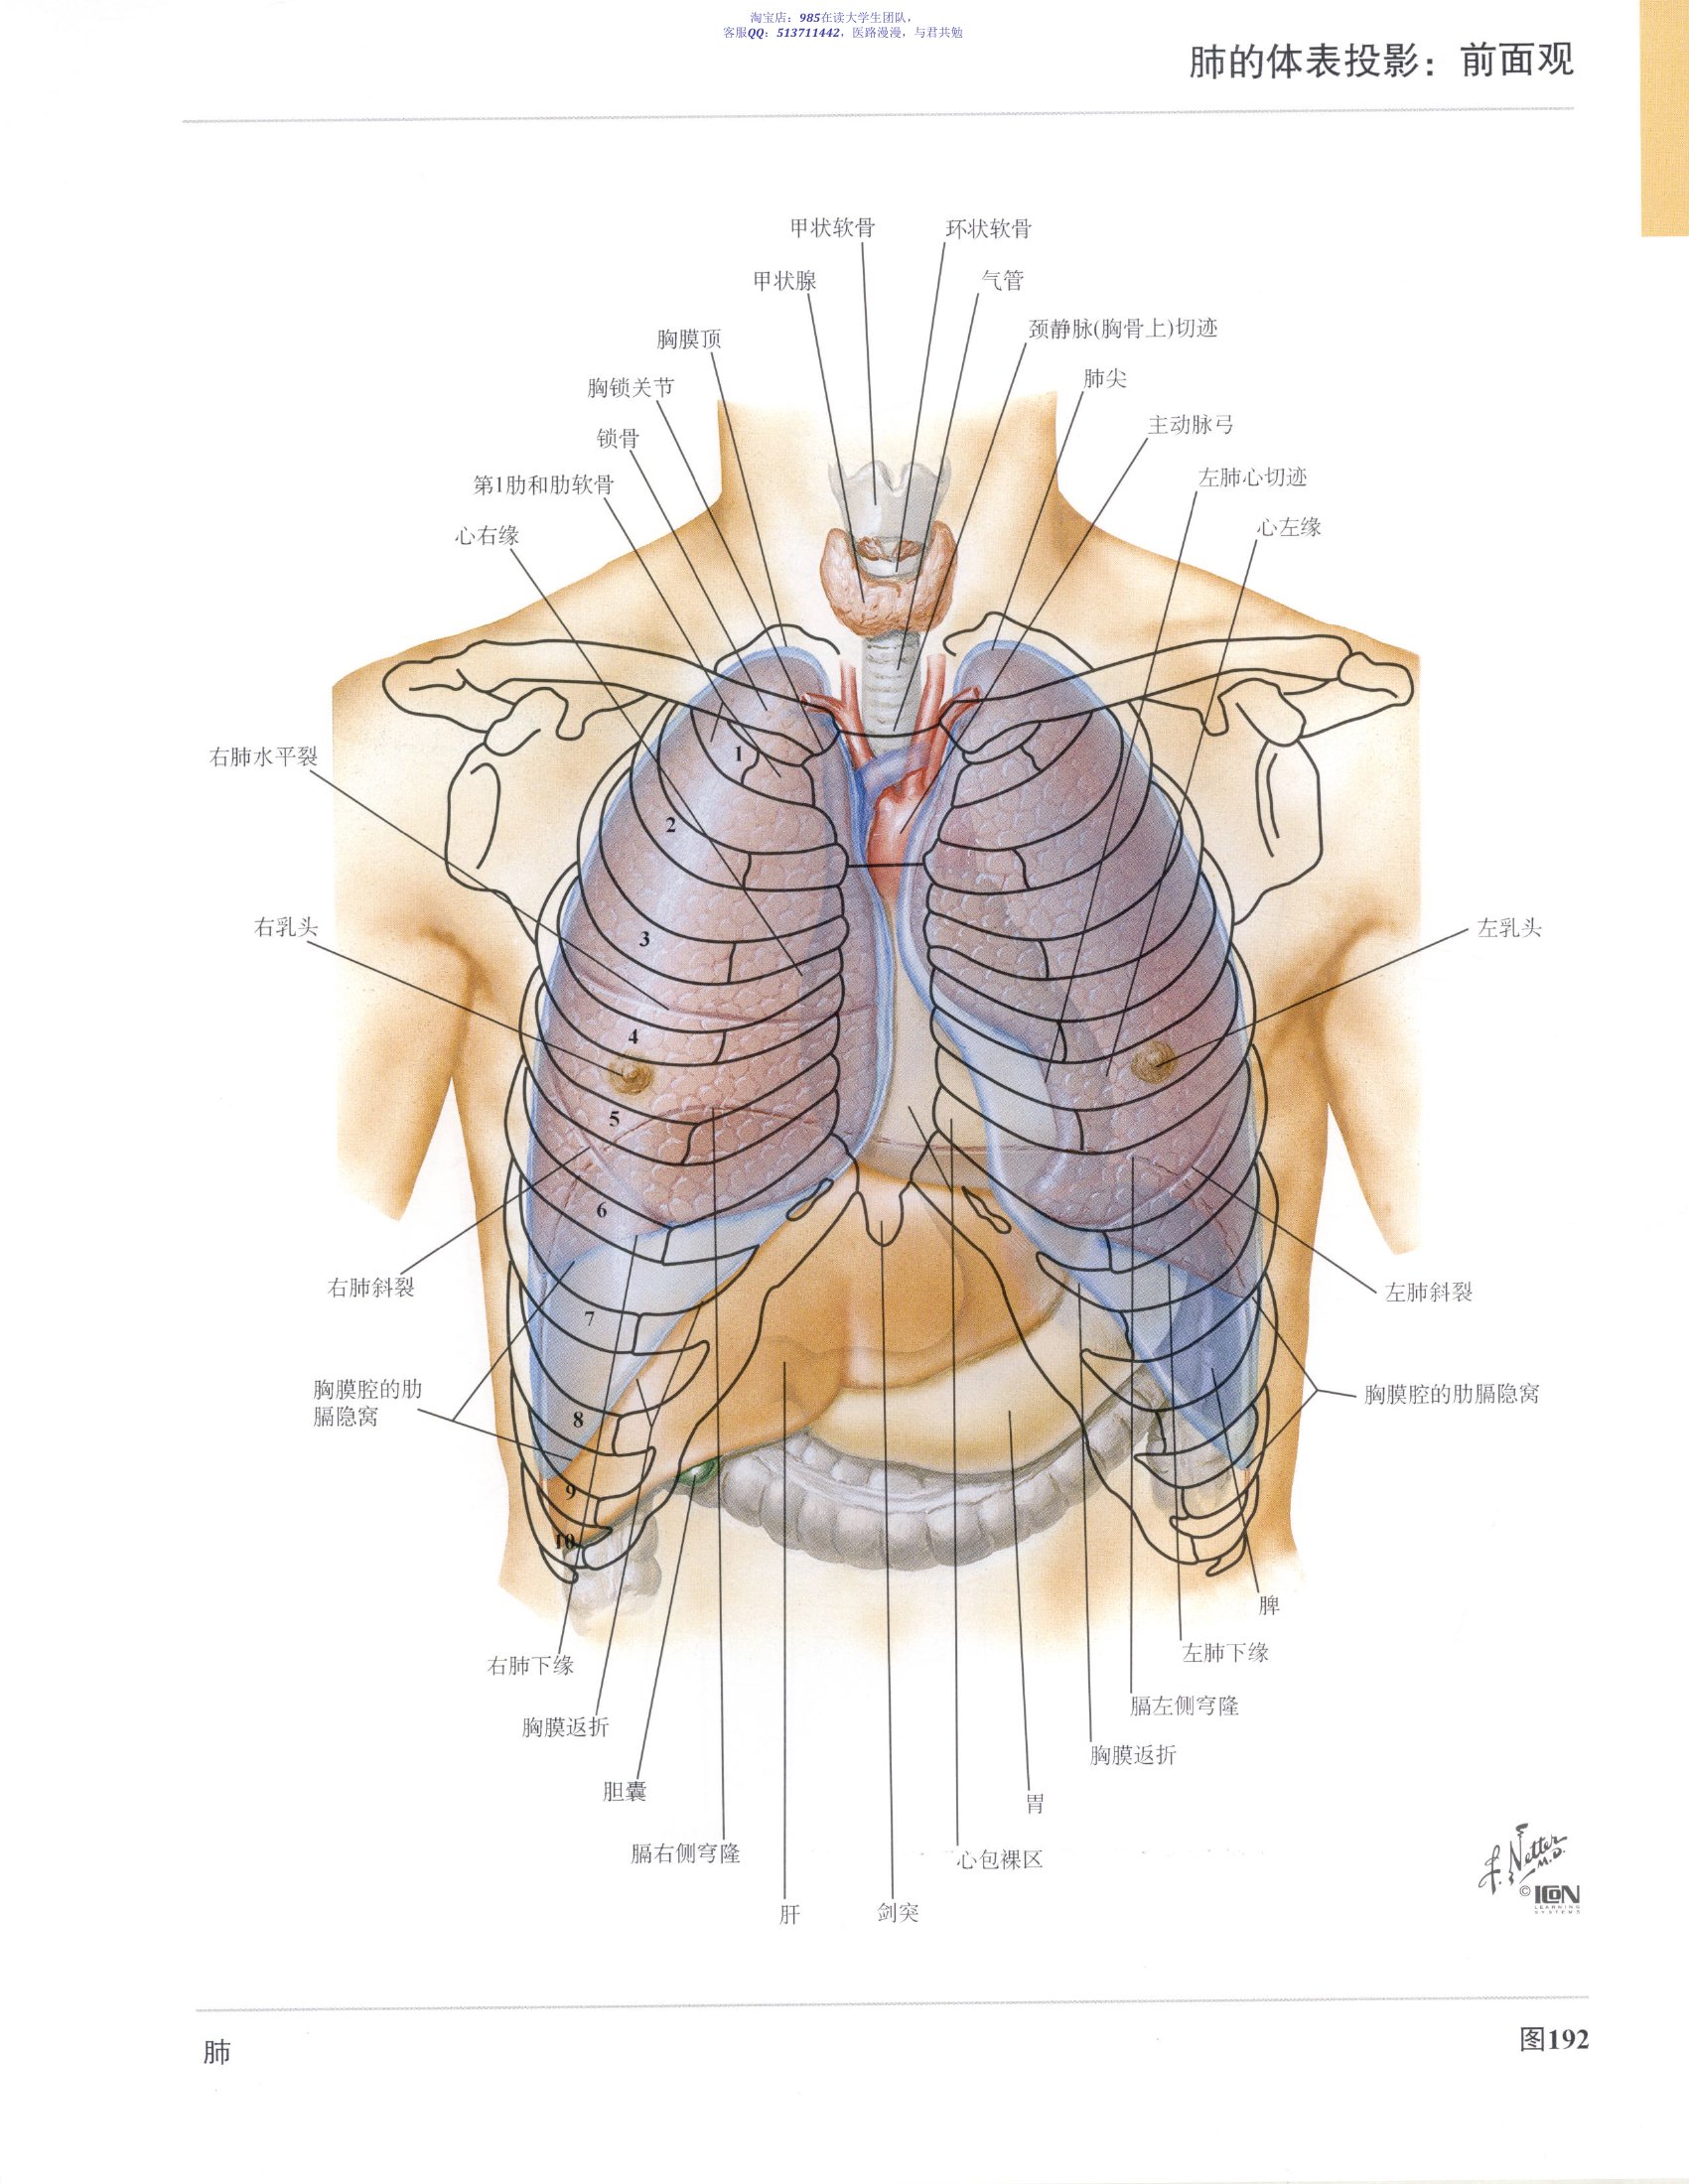 淘宝店：985在读大学生团队，
客服QQ：513711442，医路漫漫，与君共勉
肺的体表投影：前面观
甲状软骨
环状软骨
甲状腺
气管
胸膜顶
颈静脉(胸骨上)切迹
胸锁关节
肺尖
锁骨
主动脉弓
第1肋和肋软骨
左肺心切迹
心右缘
心左缘
右肺水平裂
右乳头
左乳头
1
2
3
4
5
6
7
8
9
10
右肺斜裂
左肺斜裂
胸膜腔的肋
膈隐窝
胸膜腔的肋膈隐窝
脾
右肺下缘
左肺下缘
膈左侧穹隆
胸膜返折
胸膜返折
胆囊
胃
膈右侧穹隆
心包裸区
肝
剑突
F. Netter
M.D.
© ICON
LEARNING
SYSTEMS
肺
图192